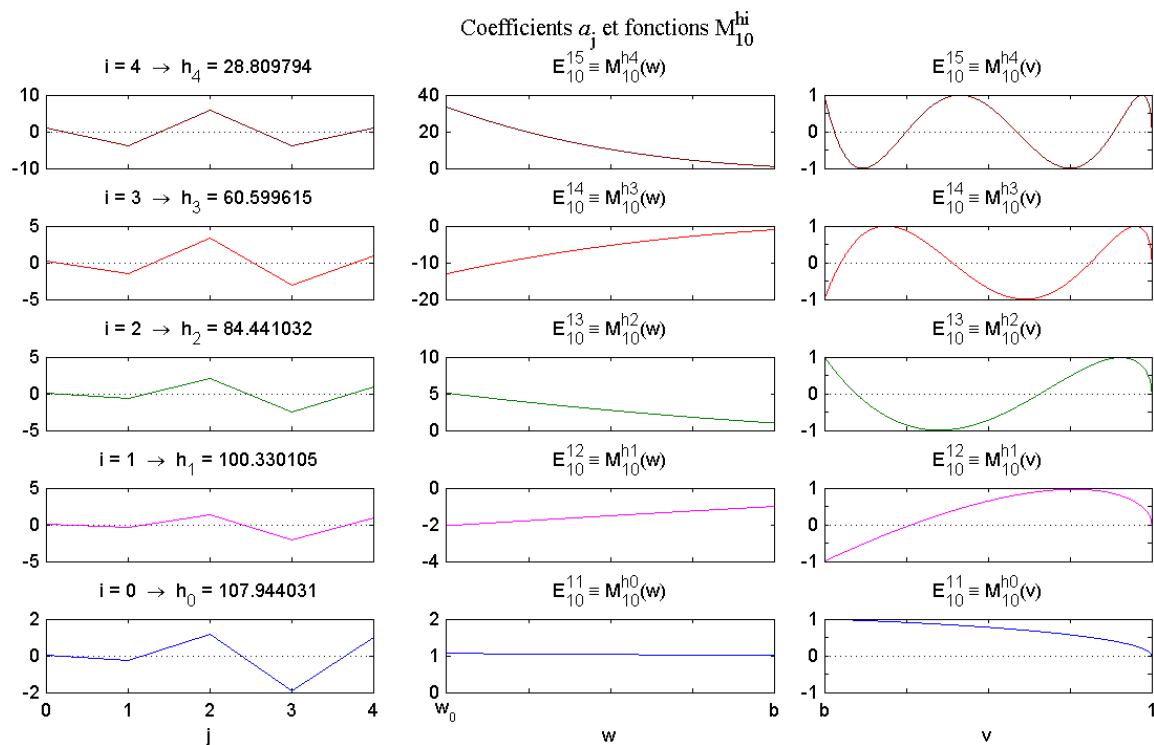 Coefficients a_j et fonctions M_10^hi
i = 4 → h_4 = 28.809794
E_10^15 ≡ M_10^h4(w)
E_10^15 ≡ M_10^h4(v)
10
0
-10
40
20
0
1
0
-1
i = 3 → h_3 = 60.599615
E_10^14 ≡ M_10^h3(w)
E_10^14 ≡ M_10^h3(v)
5
0
-5
0
-10
-20
1
0
1
i = 2 → h_2 = 84.441032
E_10^13 ≡ M_10^h2(w)
E_10^13 ≡ M_10^h2(v)
5
0
-5
10
5
0
1
0
-1
i = 1 → h_1 = 100.330105
E_10^12 ≡ M_10^h1(w)
E_10^12 ≡ M_10^h1(v)
5
0
-5
0
-2
-4
1
0
-1
i = 0 → h_0 = 107.944031
E_10^11 ≡ M_10^h0(w)
E_10^11 ≡ M_10^h0(v)
2
0
-2
2
1
0
1
0
-1
0 1 2 3 4
w_0 b
b 1
j
w
v